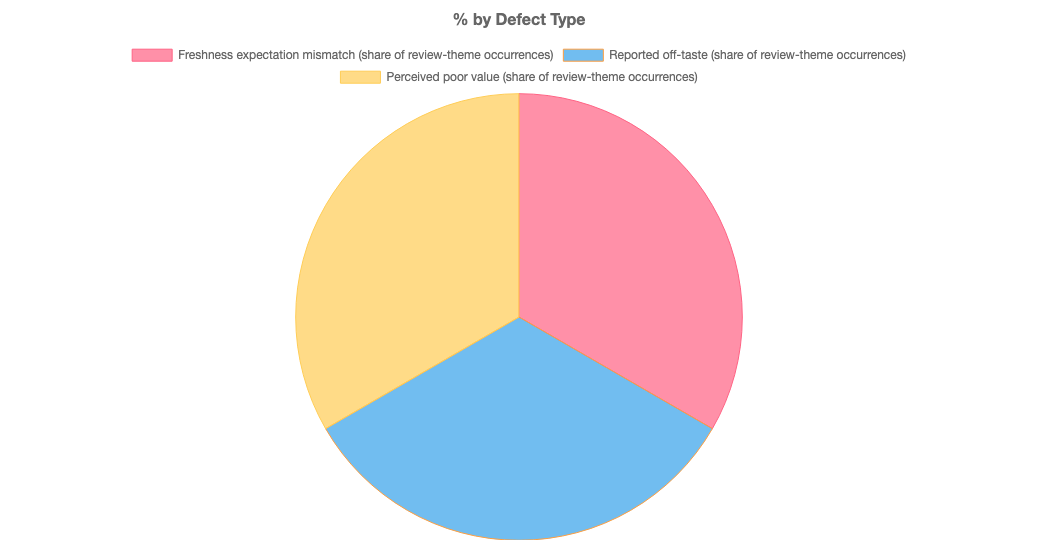 % by Defect Type
Freshness expectation mismatch (share of review-theme occurrences) Reported off-taste (share of review-theme occurrences)
Perceived poor value (share of review-theme occurrences)